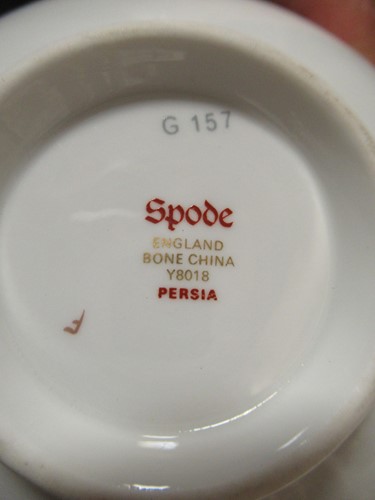 G 157
Spode
ENGLAND
BONE CHINA
Y8018
PERSIA
F